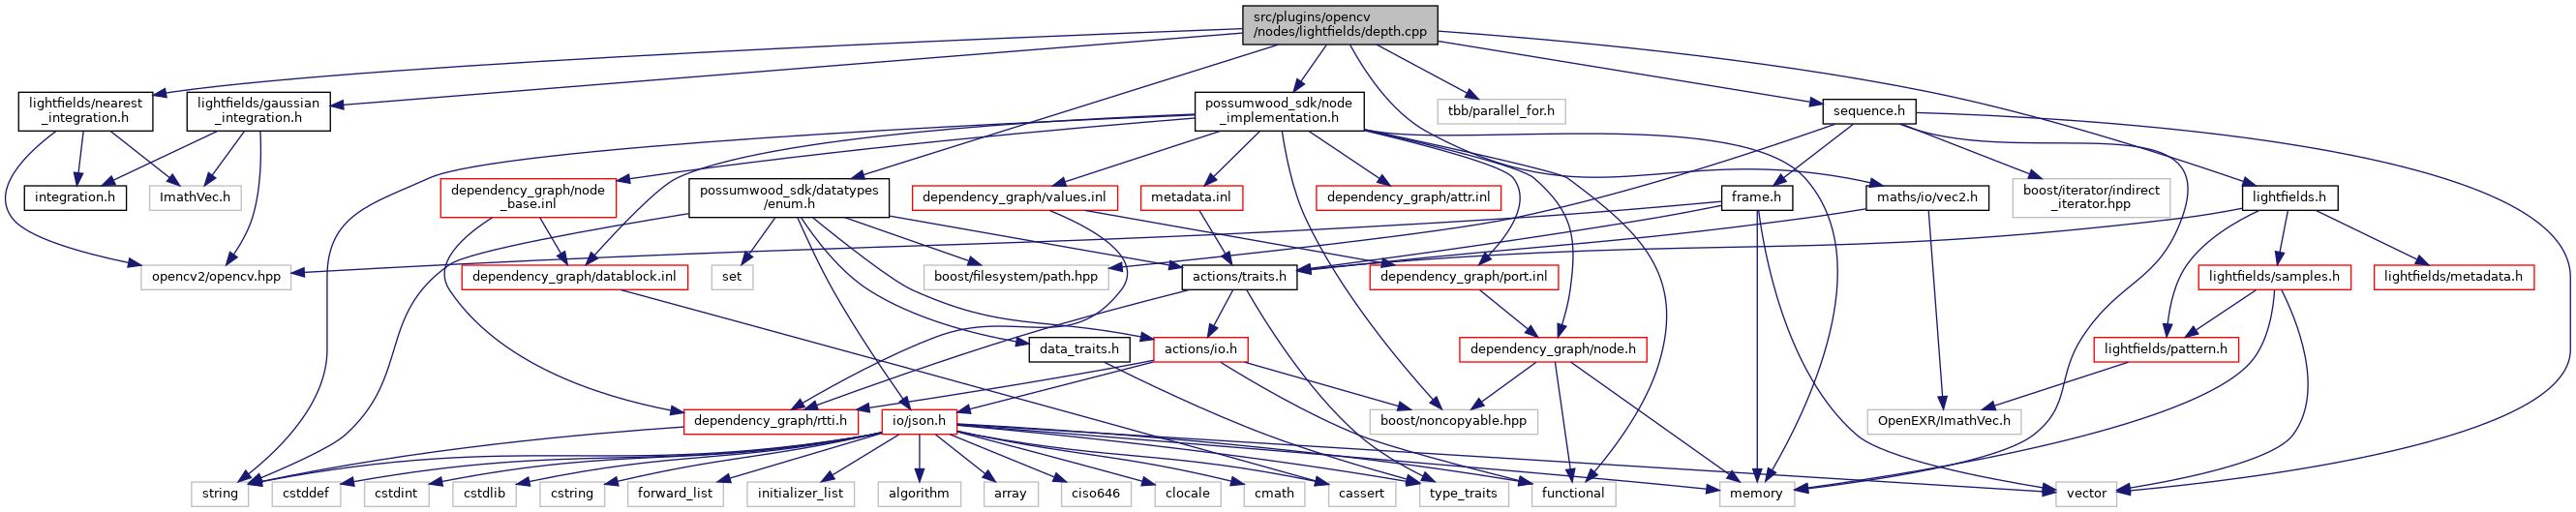 src/plugins/opencv
/nodes/lightfields/depth.cpp
lightfields/nearest
_integration.h
lightfields/gaussian
_integration.h
possumwood_sdk/node
_implementation.h
tbb/parallel_for.h
sequence.h
integration.h
ImathVec.h
dependency_graph/node
_base.inl
possumwood_sdk/datatypes
/enum.h
dependency_graph/values.inl
metadata.inl
dependency_graph/attr.inl
frame.h
maths/io/vec2.h
boost/iterator/indirect
_iterator.hpp
lightfields.h
opencv2/opencv.hpp
dependency_graph/datablock.inl
set
boost/filesystem/path.hpp
actions/traits.h
dependency_graph/port.inl
lightfields/samples.h
lightfields/metadata.h
data_traits.h
actions/io.h
dependency_graph/node.h
lightfields/pattern.h
dependency_graph/rtti.h
io/json.h
boost/noncopyable.hpp
OpenEXR/ImathVec.h
string
cstddef
cstdint
cstdlib
cstring
forward_list
initializer_list
algorithm
array
ciso646
clocale
cmath
cassert
type_traits
functional
memory
vector